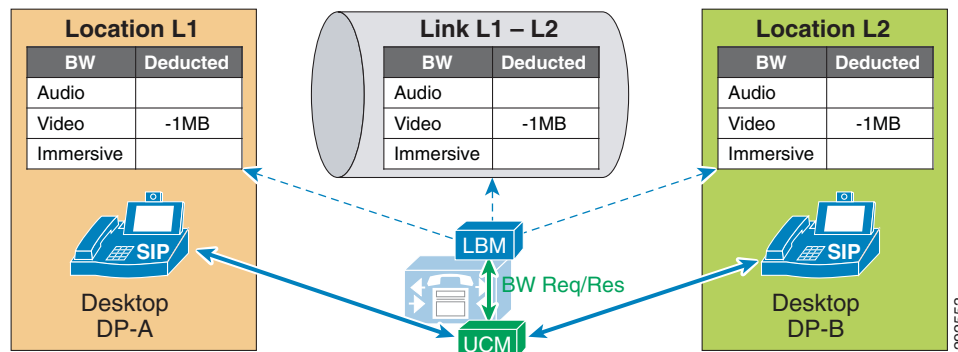 Location L1
BW Deducted
Audio
Video -1MB
Immersive
SIP
Desktop
DP-A
Link L1 – L2
BW Deducted
Audio
Video -1MB
Immersive
LBM
BW Req/Res
UCM
Location L2
BW Deducted
Audio
Video -1MB
Immersive
SIP
Desktop
DP-B